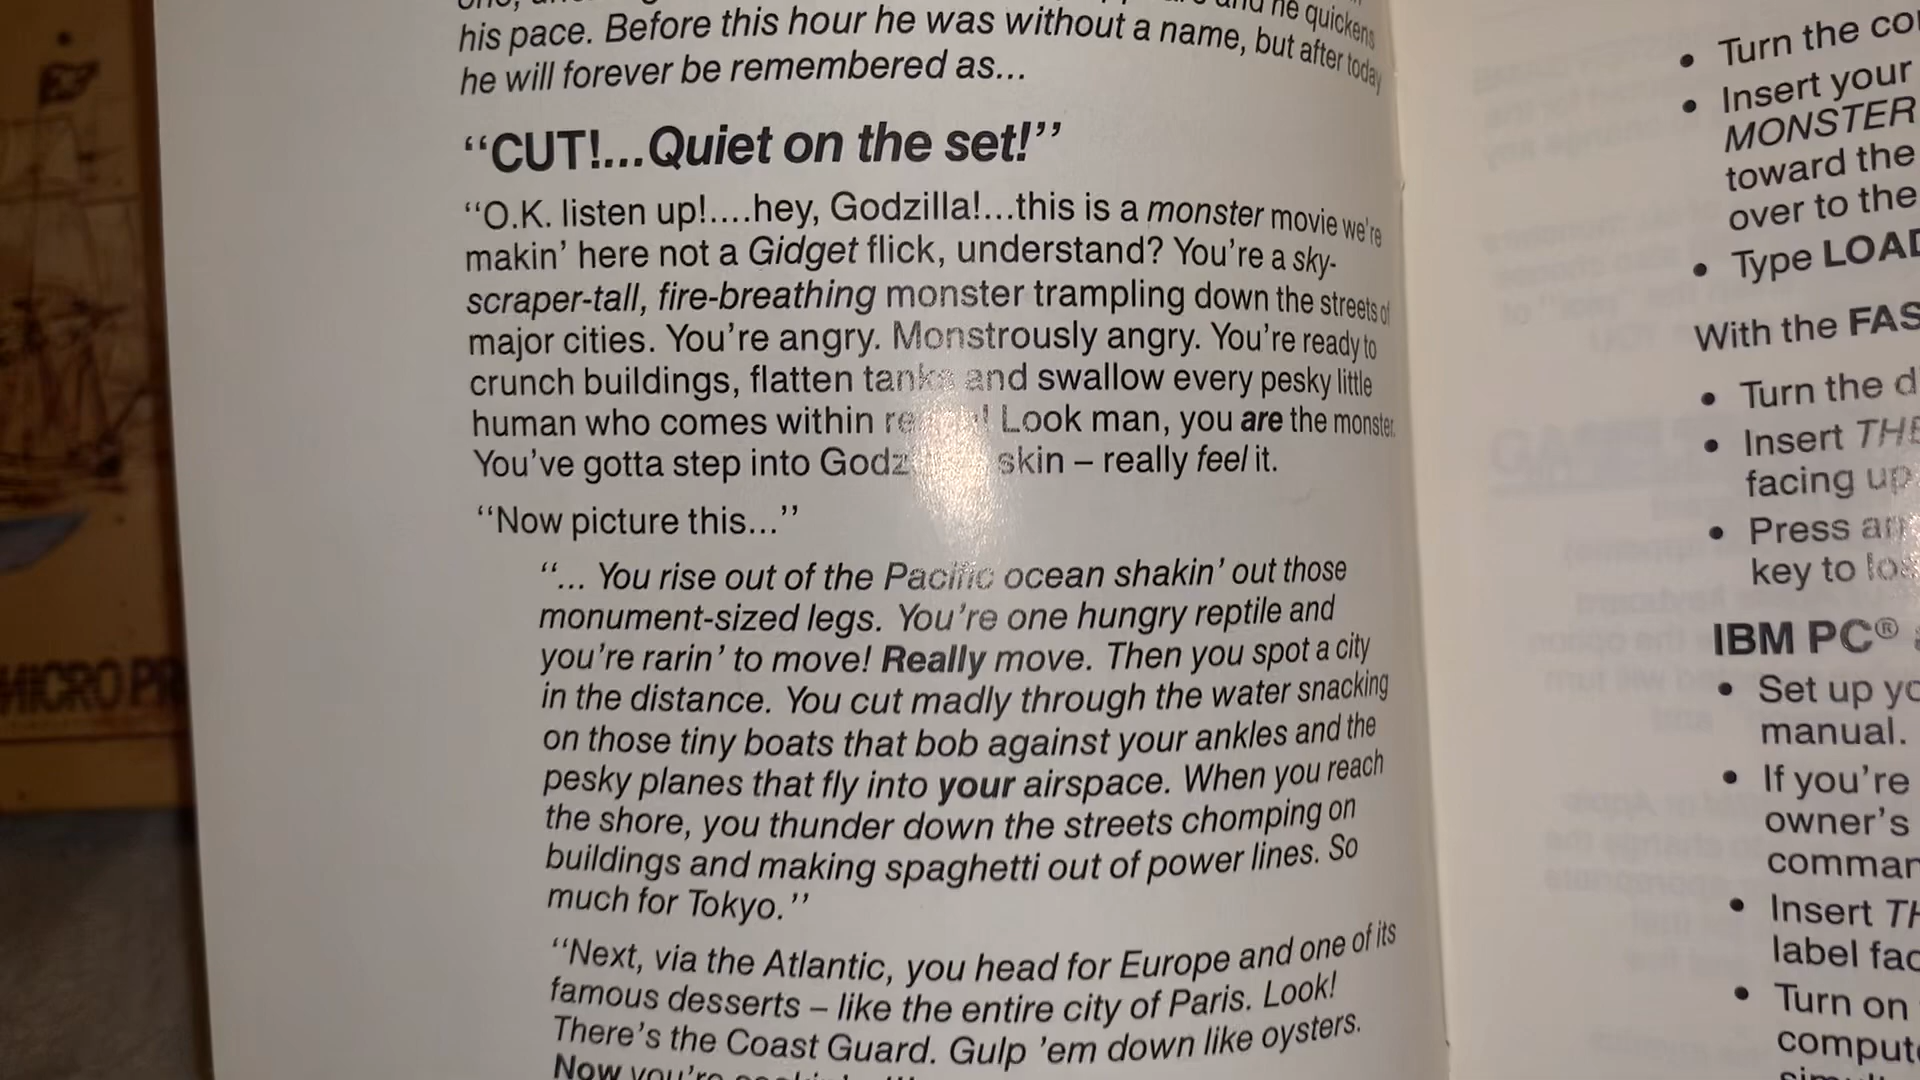 his pace. Before this hour he was without a name, but after today
he will forever be remembered as...
“CUT!...Quiet on the set!”
“O.K. listen up!....hey, Godzilla!...this is a monster movie we’re
makin’ here not a Gidget flick, understand? You’re a sky-
scraper-tall, fire-breathing monster trampling down the streets of
major cities. You’re angry. Monstrously angry. You’re ready to
crunch buildings, flatten tanks and swallow every pesky little
human who comes within Look man, you are the monster.
You’ve gotta step into skin – really feel it.
“Now picture this...”
“... You rise out of the Pacific ocean shakin’ out those
monument-sized legs. You’re one hungry reptile and
you’re rarin’ to move! Really move. Then you spot a city
in the distance. You cut madly through the water snacking
on those tiny boats that bob against your ankles and the
pesky planes that fly into your airspace. When you reach
the shore, you thunder down the streets chomping on
buildings and making spaghetti out of power lines. So
much for Tokyo.”
“Next, via the Atlantic, you head for Europe and one of its
famous desserts – like the entire city of Paris. Look!
There’s the Coast Guard. Gulp ’em down like oysters.
Now you’re
• Turn the
• Insert your
MONSTER
toward the
over to the
• Type
With the
• Turn the
• Insert
facing up
• Press
key to
IBM PC®
• Set up
manual.
• If you’re
owner’s
• Insert
label
• Turn on
MICRO